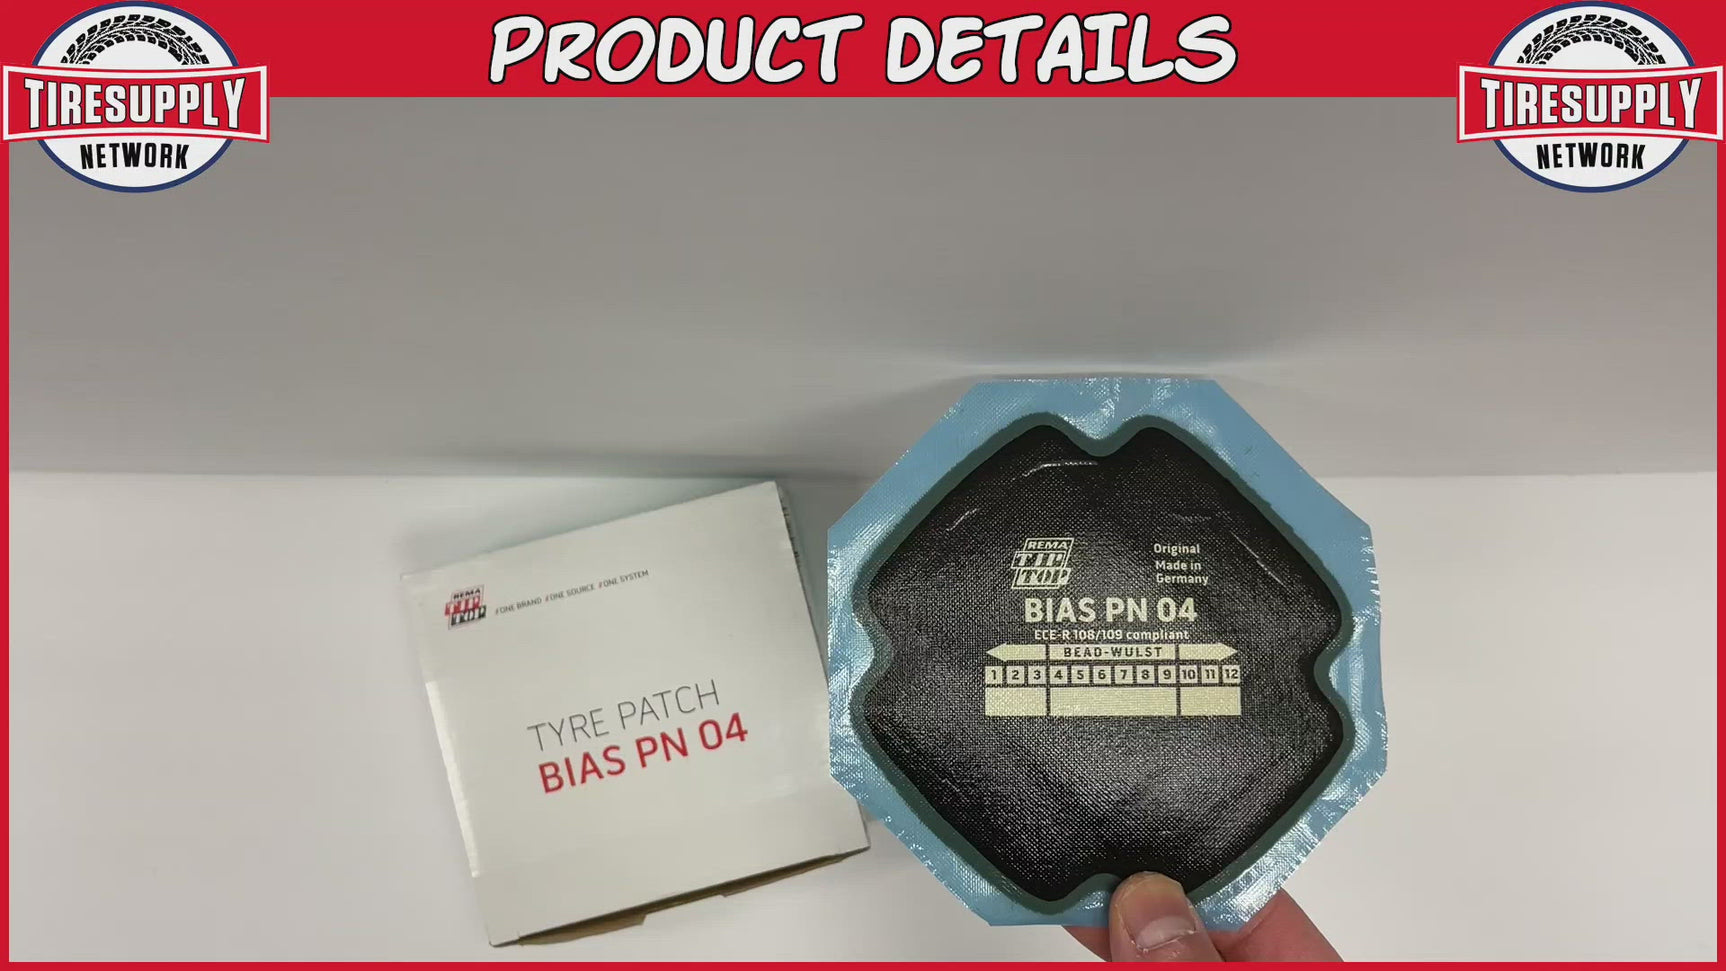 PRODUCT DETAILS
TIRESUPPLY
NETWORK
TIRESUPPLY
NETWORK
REMA
TIP
TOP
#ONE BRAND #ONE SOURCE #ONE SYSTEM
TYRE PATCH
BIAS PN 04
REMA
TIP
TOP
Original
Made in
Germany
BIAS PN 04
ECE-R 108/109 compliant
BEAD-WULST
1 2 3 4 5 6 7 8 9 10 11 12